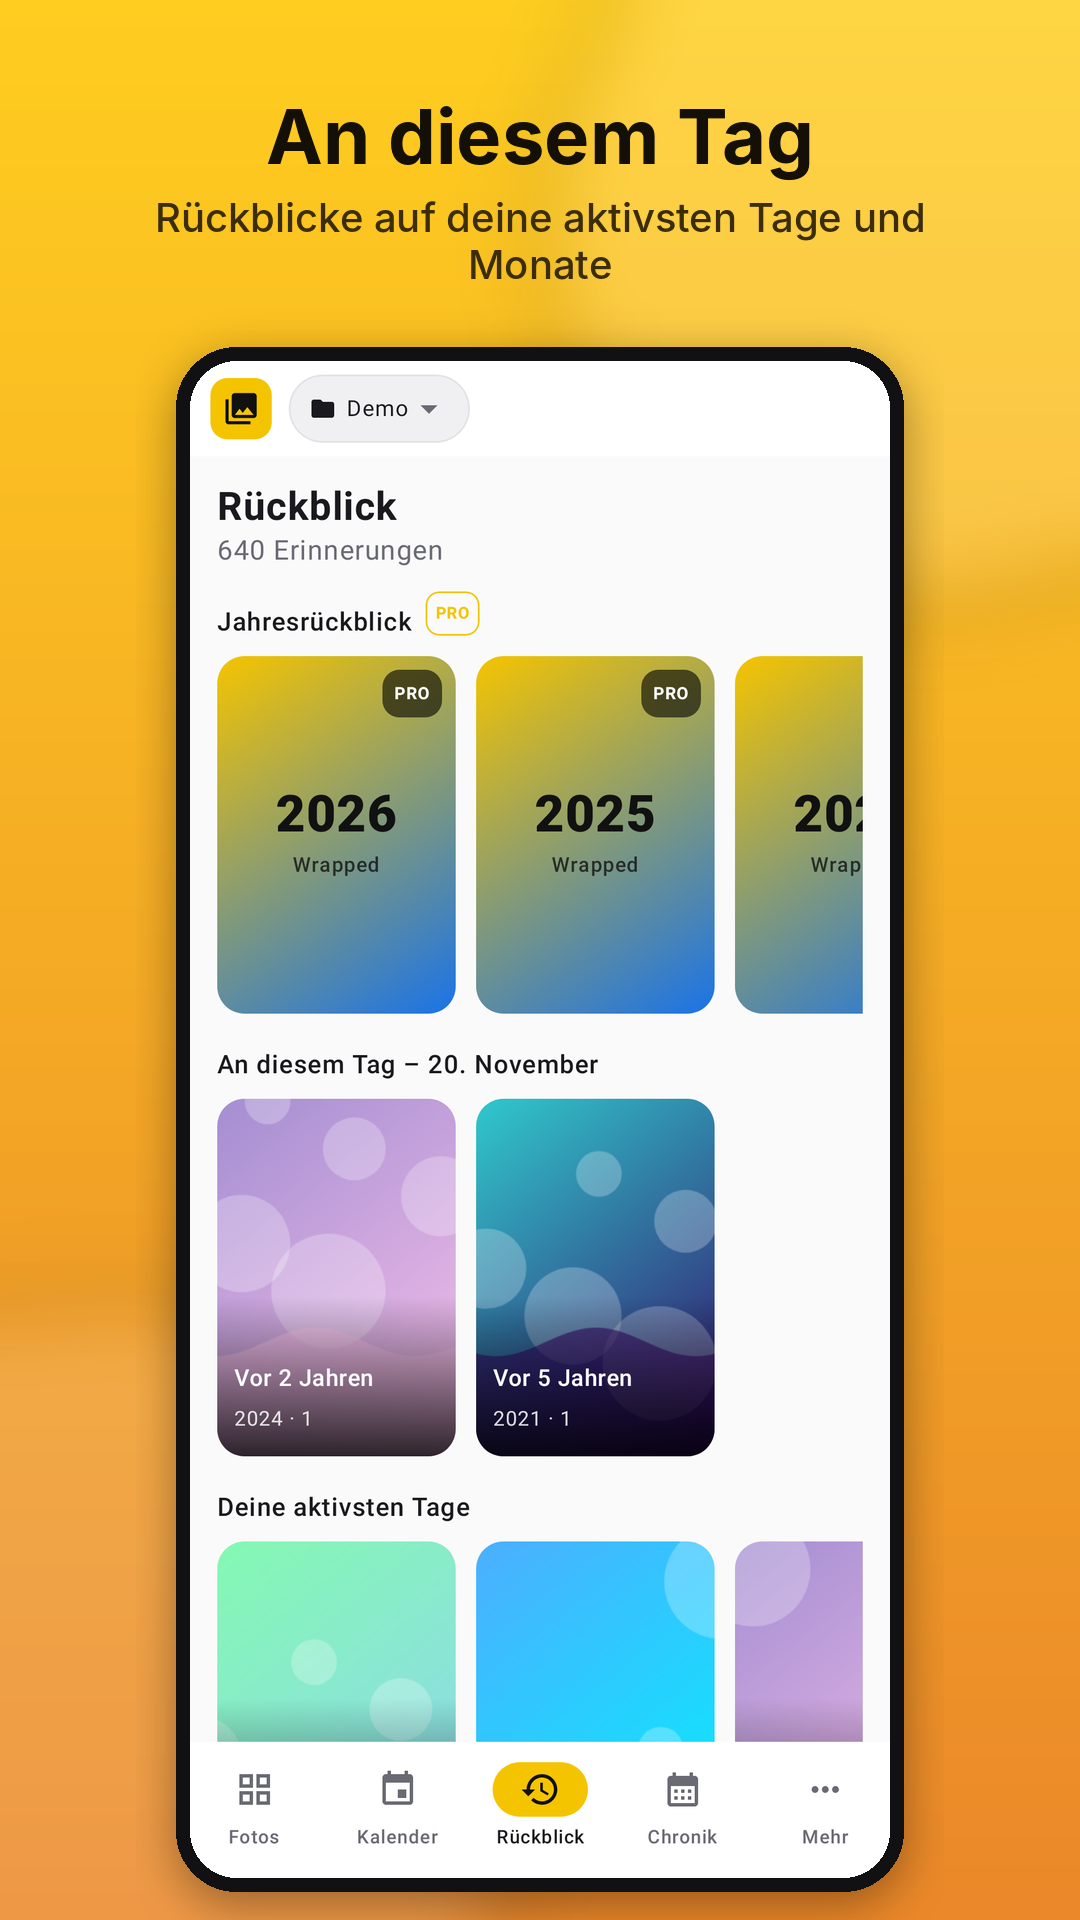 An diesem Tag
Rückblicke auf deine aktivsten Tage und
Monate
Demo
Rückblick
640 Erinnerungen
Jahresrückblick PRO
PRO
2026
Wrapped
PRO
2025
Wrapped
202
Wrap
An diesem Tag – 20. November
Vor 2 Jahren
2024 · 1
Vor 5 Jahren
2021 · 1
Deine aktivsten Tage
Fotos
Kalender
Rückblick
Chronik
Mehr